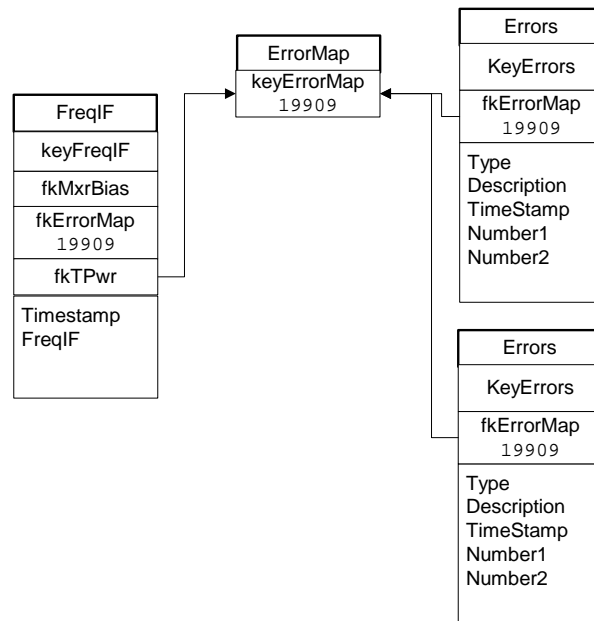 FreqIF
keyFreqIF
fkMxrBias
fkErrorMap
19909
fkTPwr
Timestamp
FreqIF
ErrorMap
keyErrorMap
19909
Errors
KeyErrors
fkErrorMap
19909
Type
Description
TimeStamp
Number1
Number2
Errors
KeyErrors
fkErrorMap
19909
Type
Description
TimeStamp
Number1
Number2